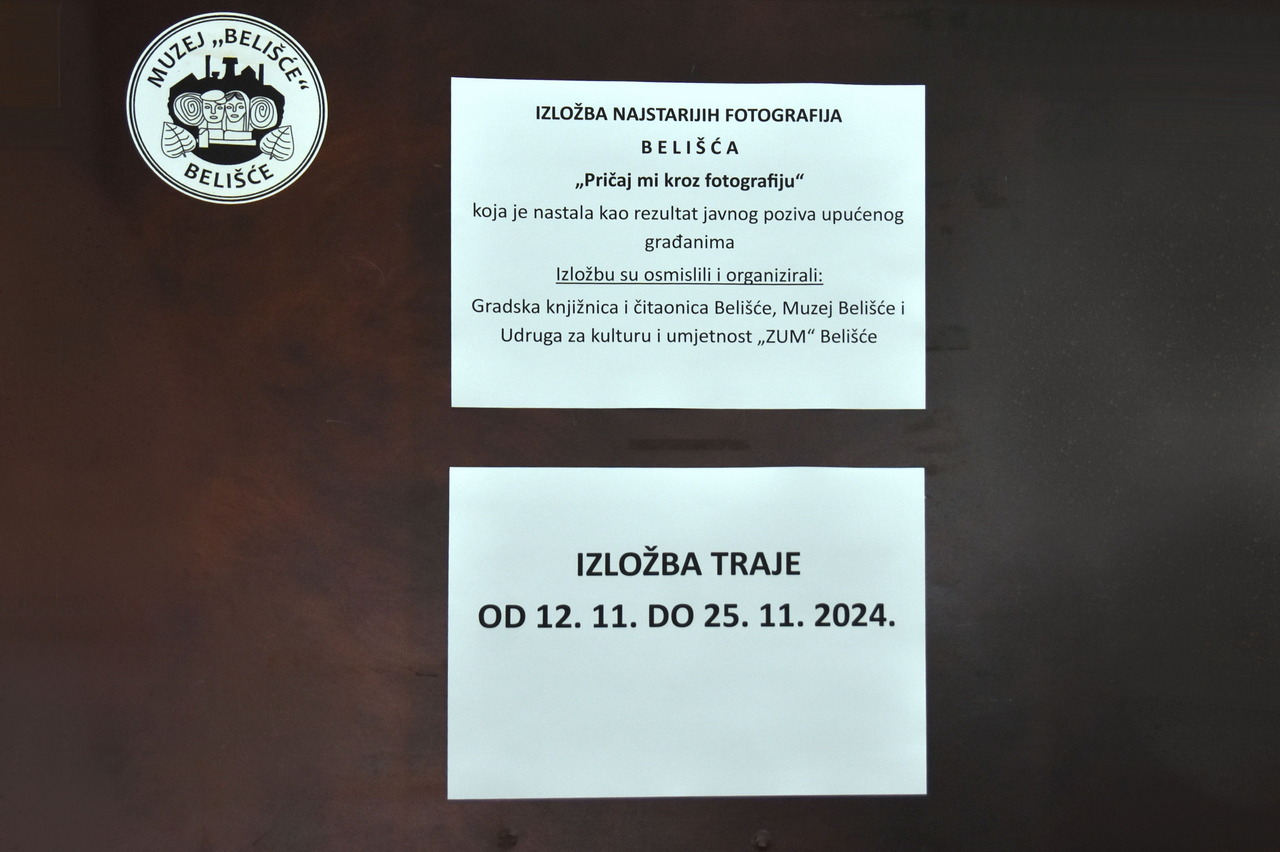 MUZEJ „BELIŠĆE“
BELIŠĆE
IZLOŽBA NAJSTARIJIH FOTOGRAFIJA
B E L I Š Ć A
„Pričaj mi kroz fotografiju“
koja je nastala kao rezultat javnog poziva upućenog
građanima
Izložbu su osmislili i organizirali:
Gradska knjižnica i čitaonica Belišće, Muzej Belišće i
Udruga za kulturu i umjetnost „ZUM“ Belišće
IZLOŽBA TRAJE
OD 12. 11. DO 25. 11. 2024.